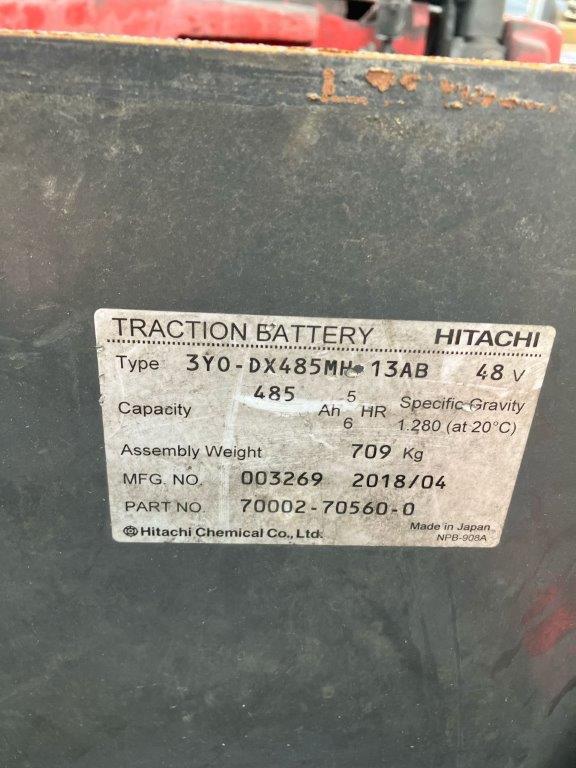 TRACTION BATTERY HITACHI
Type 3Y0-DX485MH-13AB 48 V
Capacity 485 Ah 5 HR Specific Gravity
6 1.280 (at 20°C)
Assembly Weight 709 Kg
MFG. NO. 003269 2018/04
PART NO. 70002-70560-0
Hitachi Chemical Co., Ltd. Made in Japan
NPB-908A